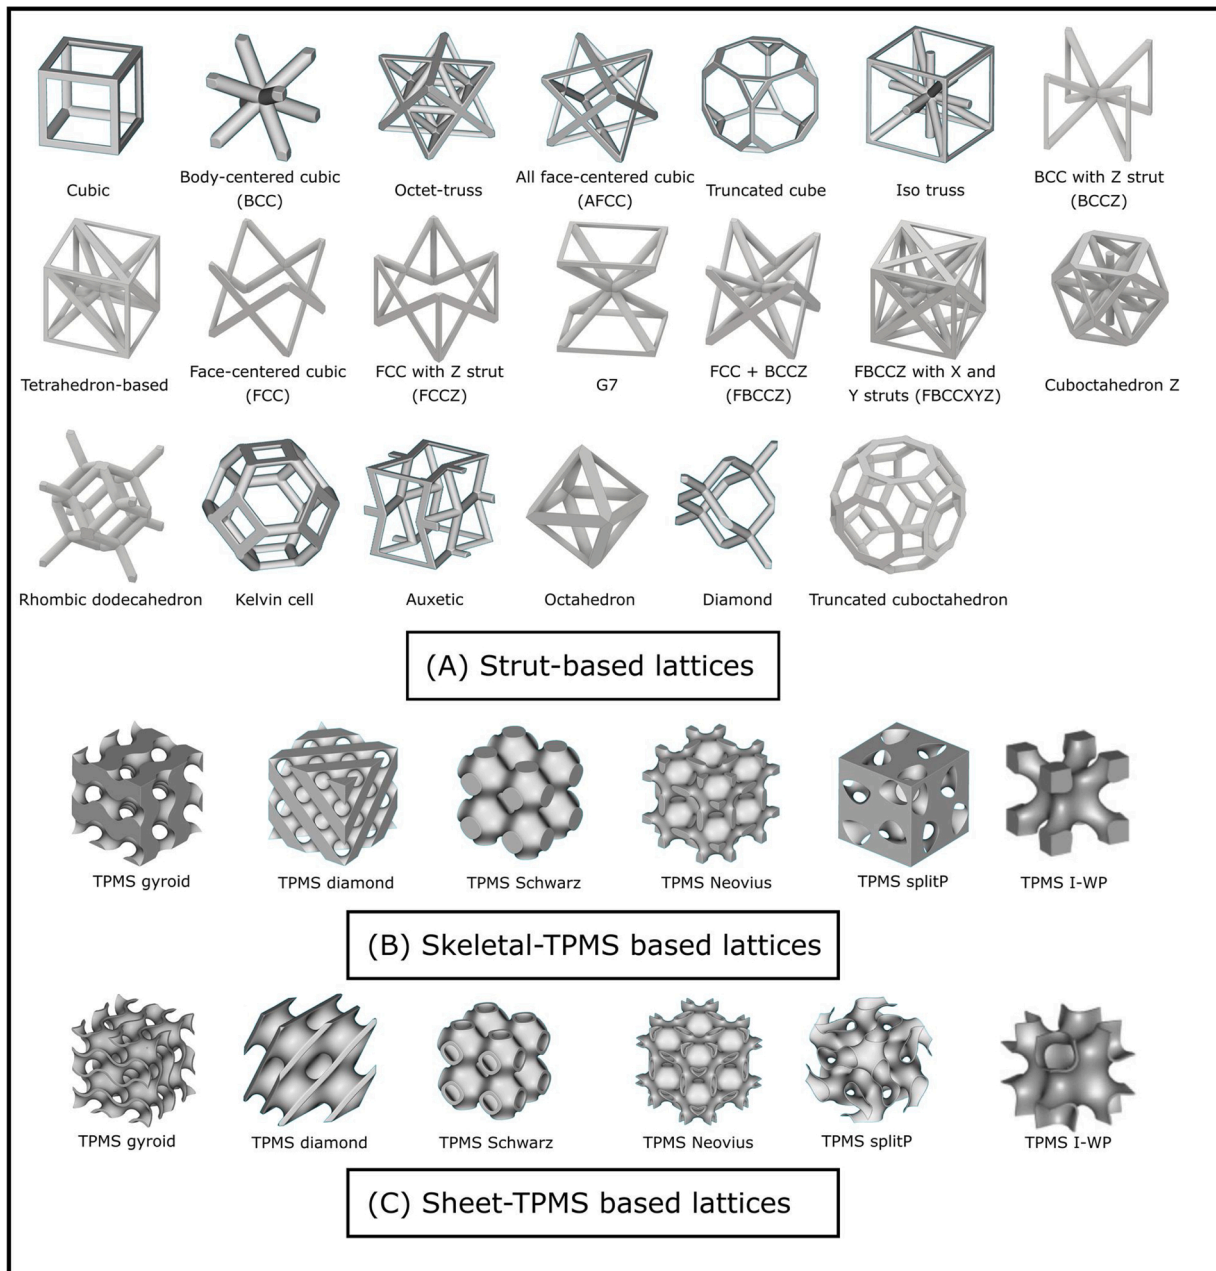 Cubic
Body-centered cubic
(BCC)
Octet-truss
All face-centered cubic
(AFCC)
Truncated cube
Iso truss
BCC with Z strut
(BCCZ)
Tetrahedron-based
Face-centered cubic
(FCC)
FCC with Z strut
(FCCZ)
G7
FCC + BCCZ
(FBCCZ)
FBCCZ with X and
Y struts (FBCCXYZ)
Cuboctahedron Z
Rhombic dodecahedron
Kelvin cell
Auxetic
Octahedron
Diamond
Truncated cuboctahedron
(A) Strut-based lattices
TPMS gyroid
TPMS diamond
TPMS Schwarz
TPMS Neovius
TPMS splitP
TPMS I-WP
(B) Skeletal-TPMS based lattices
TPMS gyroid
TPMS diamond
TPMS Schwarz
TPMS Neovius
TPMS splitP
TPMS I-WP
(C) Sheet-TPMS based lattices